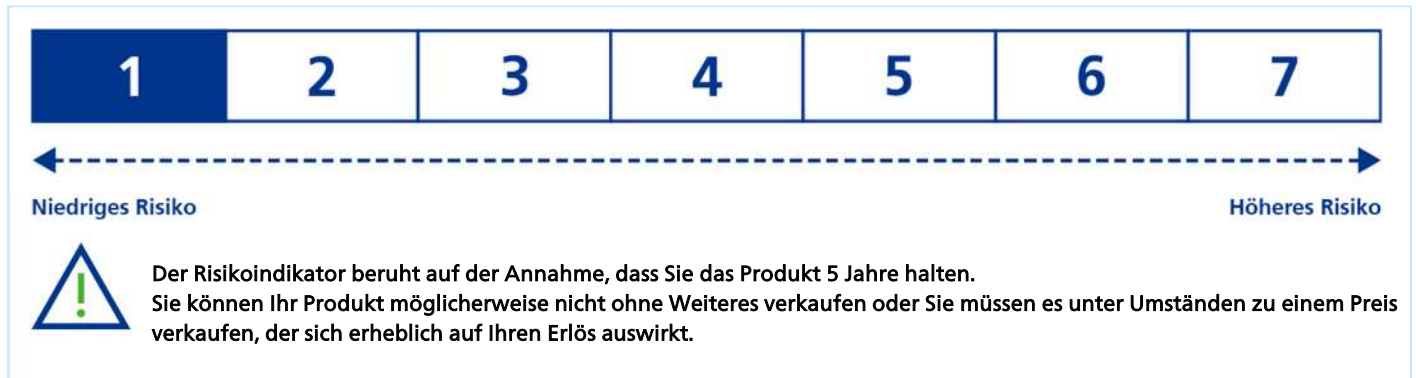 1 2 3 4 5 6 7
Niedriges Risiko Höheres Risiko
Der Risikoindikator beruht auf der Annahme, dass Sie das Produkt 5 Jahre halten.
Sie können Ihr Produkt möglicherweise nicht ohne Weiteres verkaufen oder Sie müssen es unter Umständen zu einem Preis
verkaufen, der sich erheblich auf Ihren Erlös auswirkt.